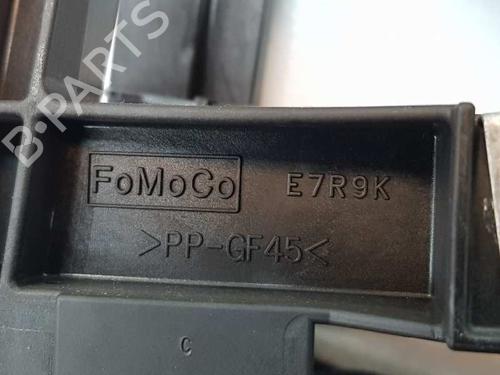 B-PARTS
FoMoCo E7R9K
>PP-GF45<
C